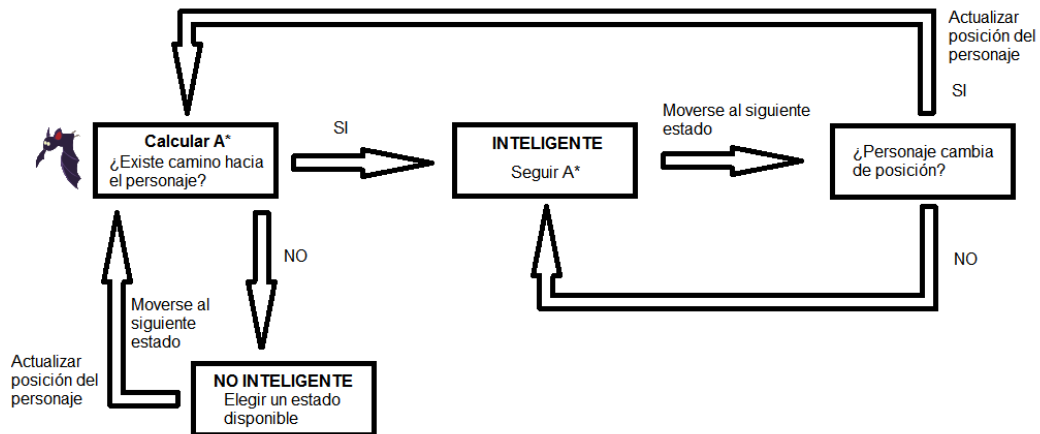 Actualizar
posición del
personaje
SI
Calcular A*
¿Existe camino hacia
el personaje?
SI
INTELIGENTE
Seguir A*
Moverse al siguiente
estado
¿Personaje cambia
de posición?
NO
NO
Moverse al
siguiente
estado
Actualizar
posición del
personaje
NO INTELIGENTE
Elegir un estado
disponible